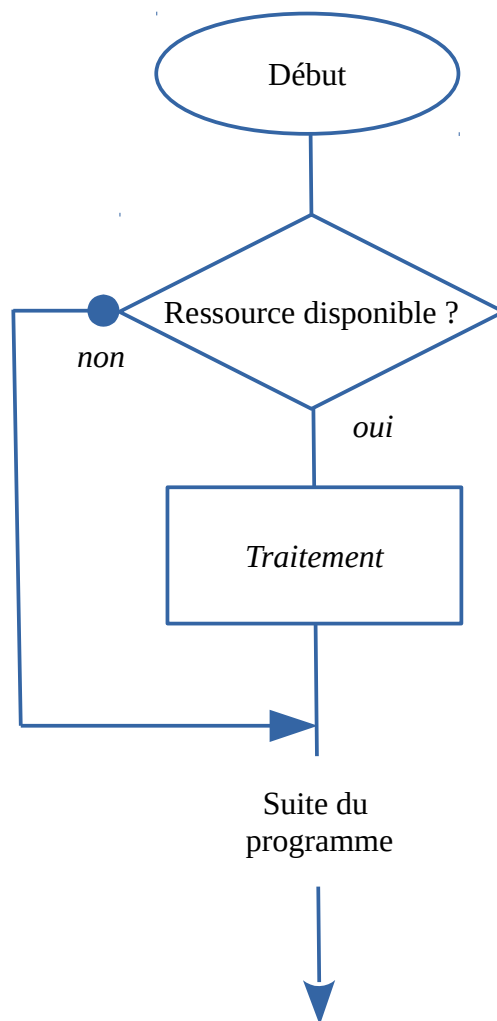 Début
Ressource disponible ?
non
oui
Traitement
Suite du
programme